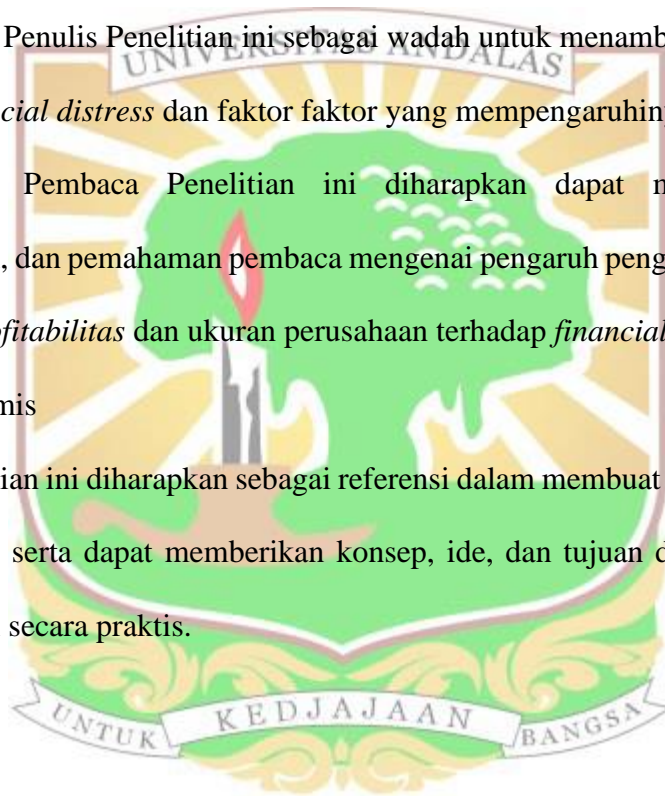 Penulis Penelitian ini sebagai wadah untuk menamb
UNIVERSITAS ANDALAS
cial distress dan faktor faktor yang mempengaruhin
Pembaca Penelitian ini diharapkan dapat
, dan pemahaman pembaca mengenai pengaruh peng
ofitabilitas dan ukuran perusahaan terhadap financial
mis
ian ini diharapkan sebagai referensi dalam membuat
serta dapat memberikan konsep, ide, dan tujuan d
secara praktis.
UNTUK KEDJAJAAN BANGSA